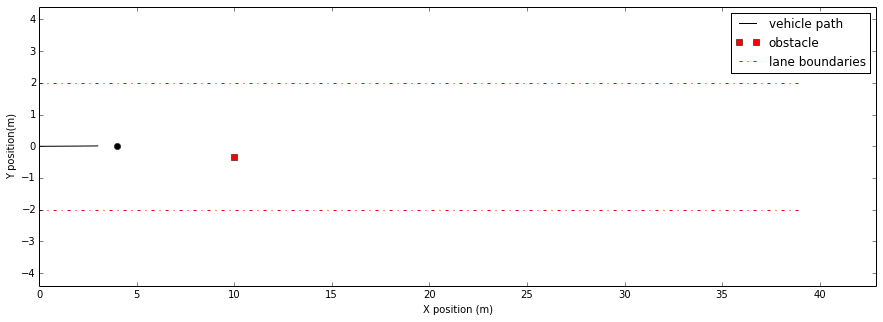 4
3
2
1
0
−1
−2
−3
−4
Y position(m)
vehicle path
obstacle
lane boundaries
0 5 10 15 20 25 30 35 40
X position (m)